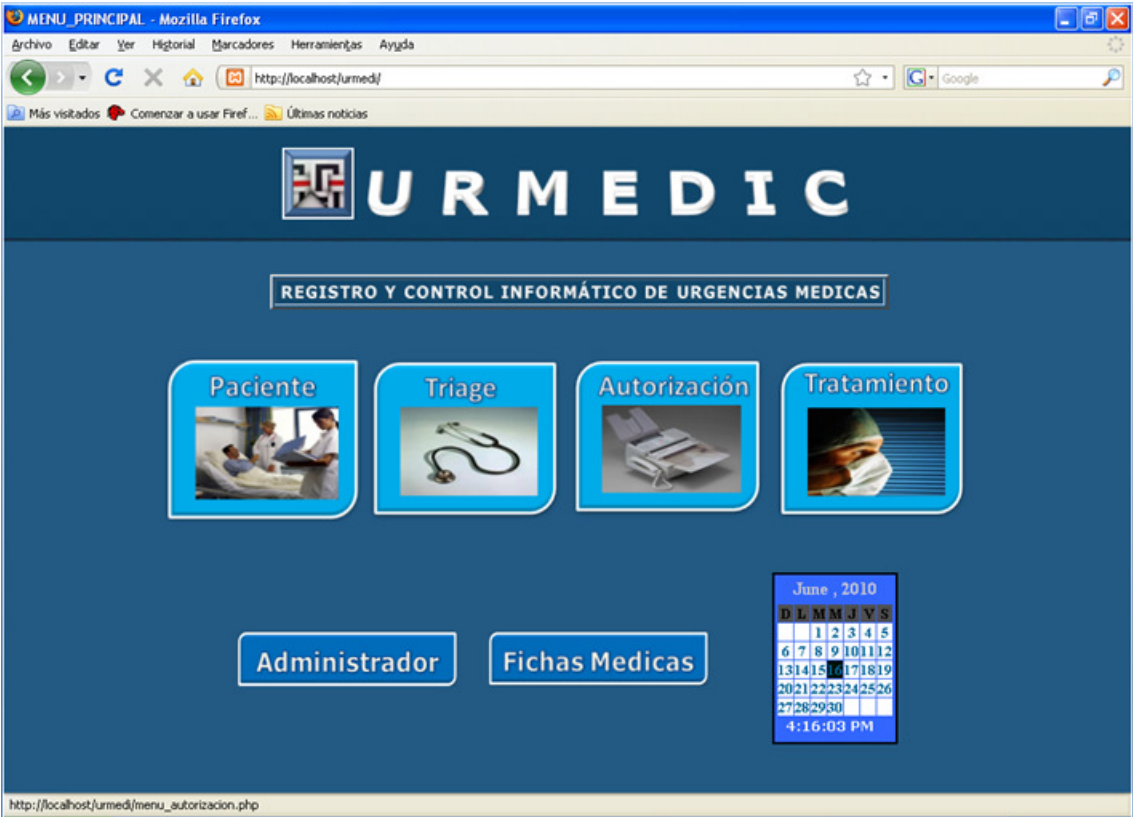 MENU_PRINCIPAL - Mozilla Firefox
Archivo Editar Ver Historial Marcadores Herramientas Ayuda
http://localhost/urmedi/
Google
Más visitados Comenzar a usar Firef... Últimas noticias
URMEDIC
REGISTRO Y CONTROL INFORMÁTICO DE URGENCIAS MEDICAS
Paciente Triage Autorización Tratamiento
Administrador Fichas Medicas
June , 2010
D L M M J V S
1 2 3 4 5
6 7 8 9 10 11 12
13 14 15 16 17 18 19
20 21 22 23 24 25 26
27 28 29 30
4:16:03 PM
http://localhost/urmedi/menu_autorizacion.php